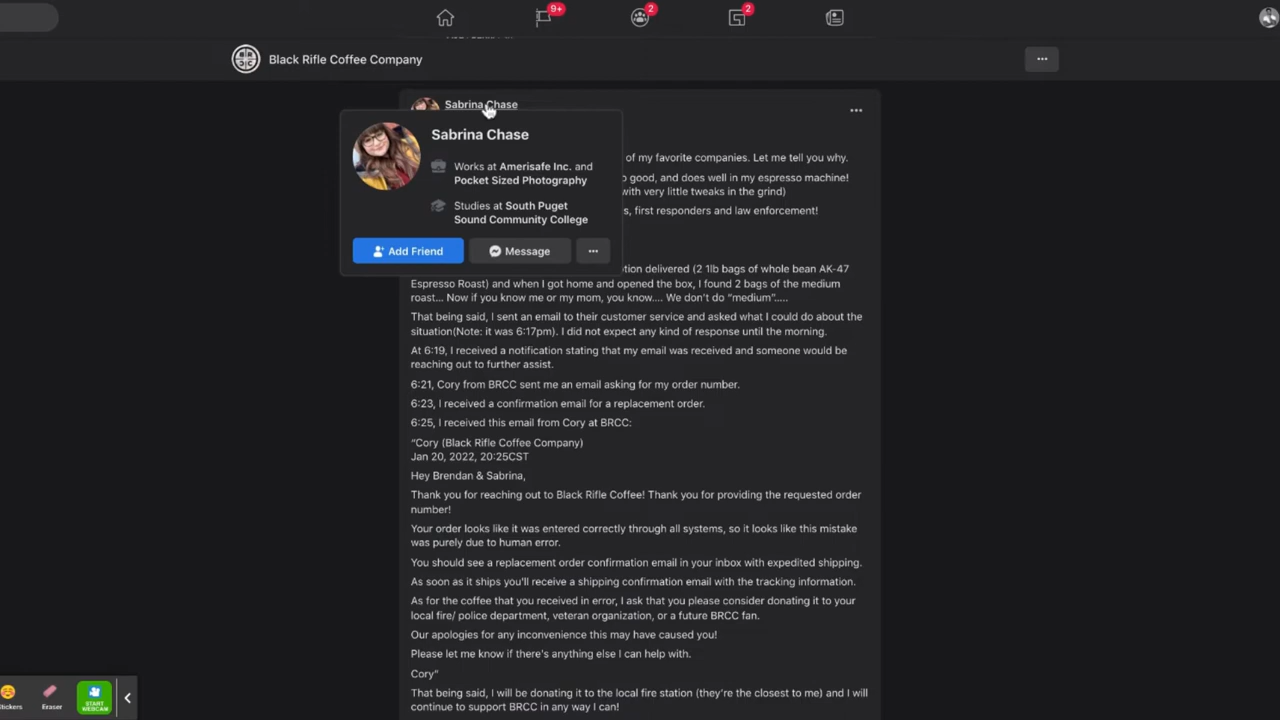 9+
2
2
Black Rifle Coffee Company
Sabrina Chase
Sabrina Chase
Works at Amerisafe Inc. and
Pocket Sized Photography
Studies at South Puget
Sound Community College
Add Friend
Message
of my favorite companies. Let me tell you why.
good, and does well in my espresso machine!
with very little tweaks in the grind)
first responders and law enforcement!
delivered (2 1lb bags of whole bean AK-47
Espresso Roast) and when I got home and opened the box, I found 2 bags of the medium
roast... Now if you know me or my mom, you know.... We don't do “medium”.....
That being said, I sent an email to their customer service and asked what I could do about the
situation(Note: it was 6:17pm). I did not expect any kind of response until the morning.
At 6:19, I received a notification stating that my email was received and someone would be
reaching out to further assist.
6:21, Cory from BRCC sent me an email asking for my order number.
6:23, I received a confirmation email for a replacement order.
6:25, I received this email from Cory at BRCC:
“Cory (Black Rifle Coffee Company)
Jan 20, 2022, 20:25CST
Hey Brendan & Sabrina,
Thank you for reaching out to Black Rifle Coffee! Thank you for providing the requested order
number!
Your order looks like it was entered correctly through all systems, so it looks like this mistake
was purely due to human error.
You should see a replacement order confirmation email in your inbox with expedited shipping.
As soon as it ships you'll receive a shipping confirmation email with the tracking information.
As for the coffee that you received in error, I ask that you please consider donating it to your
local fire/ police department, veteran organization, or a future BRCC fan.
Our apologies for any inconvenience this may have caused you!
Please let me know if there's anything else I can help with.
Cory”
That being said, I will be donating it to the local fire station (they're the closest to me) and I will
continue to support BRCC in any way I can!
Stickers
Eraser
START
WEBCAM